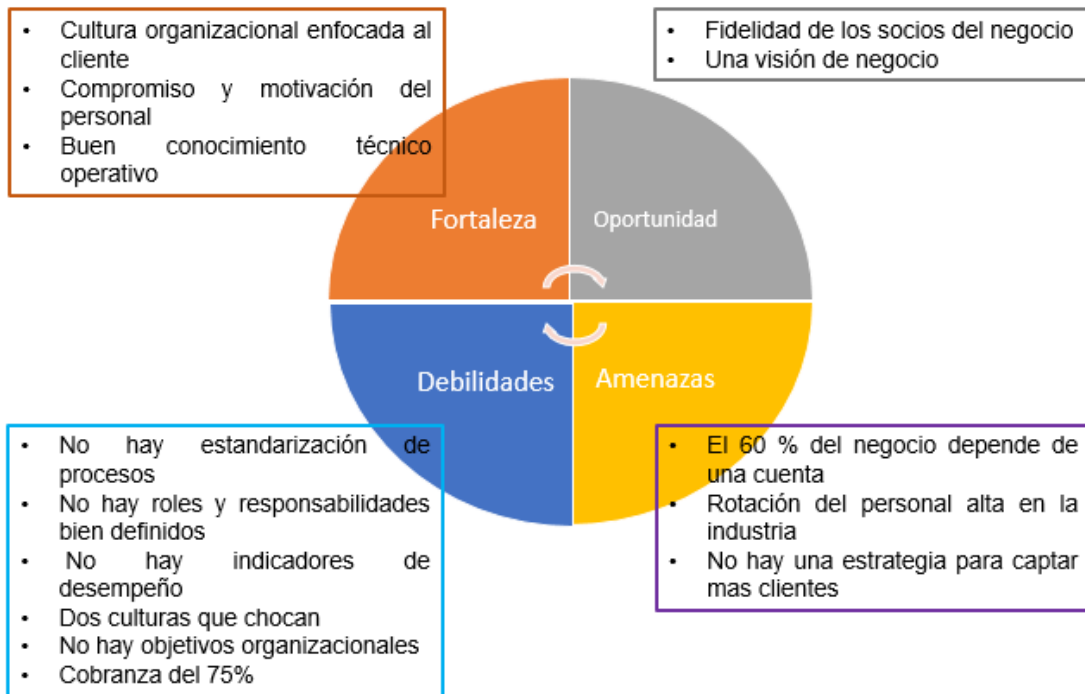 • Cultura organizacional enfocada al
cliente
• Compromiso y motivación del
personal
• Buen conocimiento técnico
operativo
• Fidelidad de los socios del negocio
• Una visión de negocio
Fortaleza
Oportunidad
Debilidades
Amenazas
• No hay estandarización de
procesos
• No hay roles y responsabilidades
bien definidos
• No hay indicadores de
desempeño
• Dos culturas que chocan
• No hay objetivos organizacionales
• Cobranza del 75%
• El 60 % del negocio depende de
una cuenta
• Rotación del personal alta en la
industria
• No hay una estrategia para captar
mas clientes